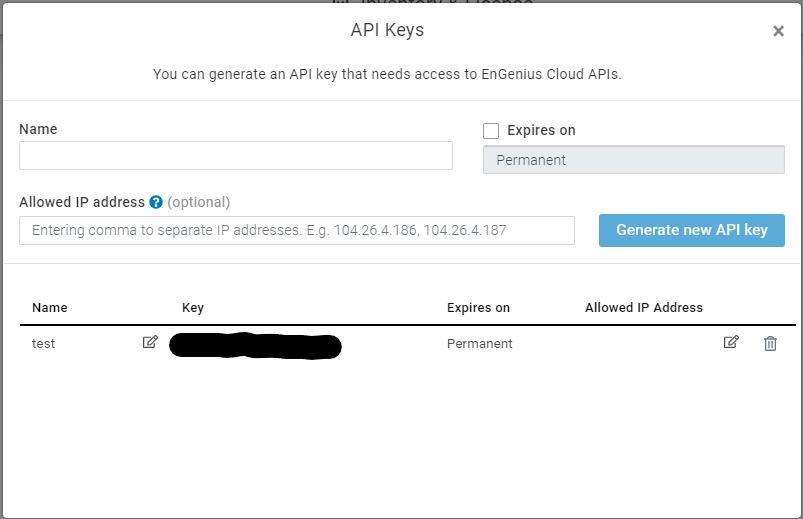 API Keys
×
You can generate an API key that needs access to EnGenius Cloud APIs.
Name
Expires on
Permanent
Allowed IP address ? (optional)
Entering comma to separate IP addresses. E.g. 104.26.4.186, 104.26.4.187
Generate new API key
Name Key Expires on Allowed IP Address
test Permanent